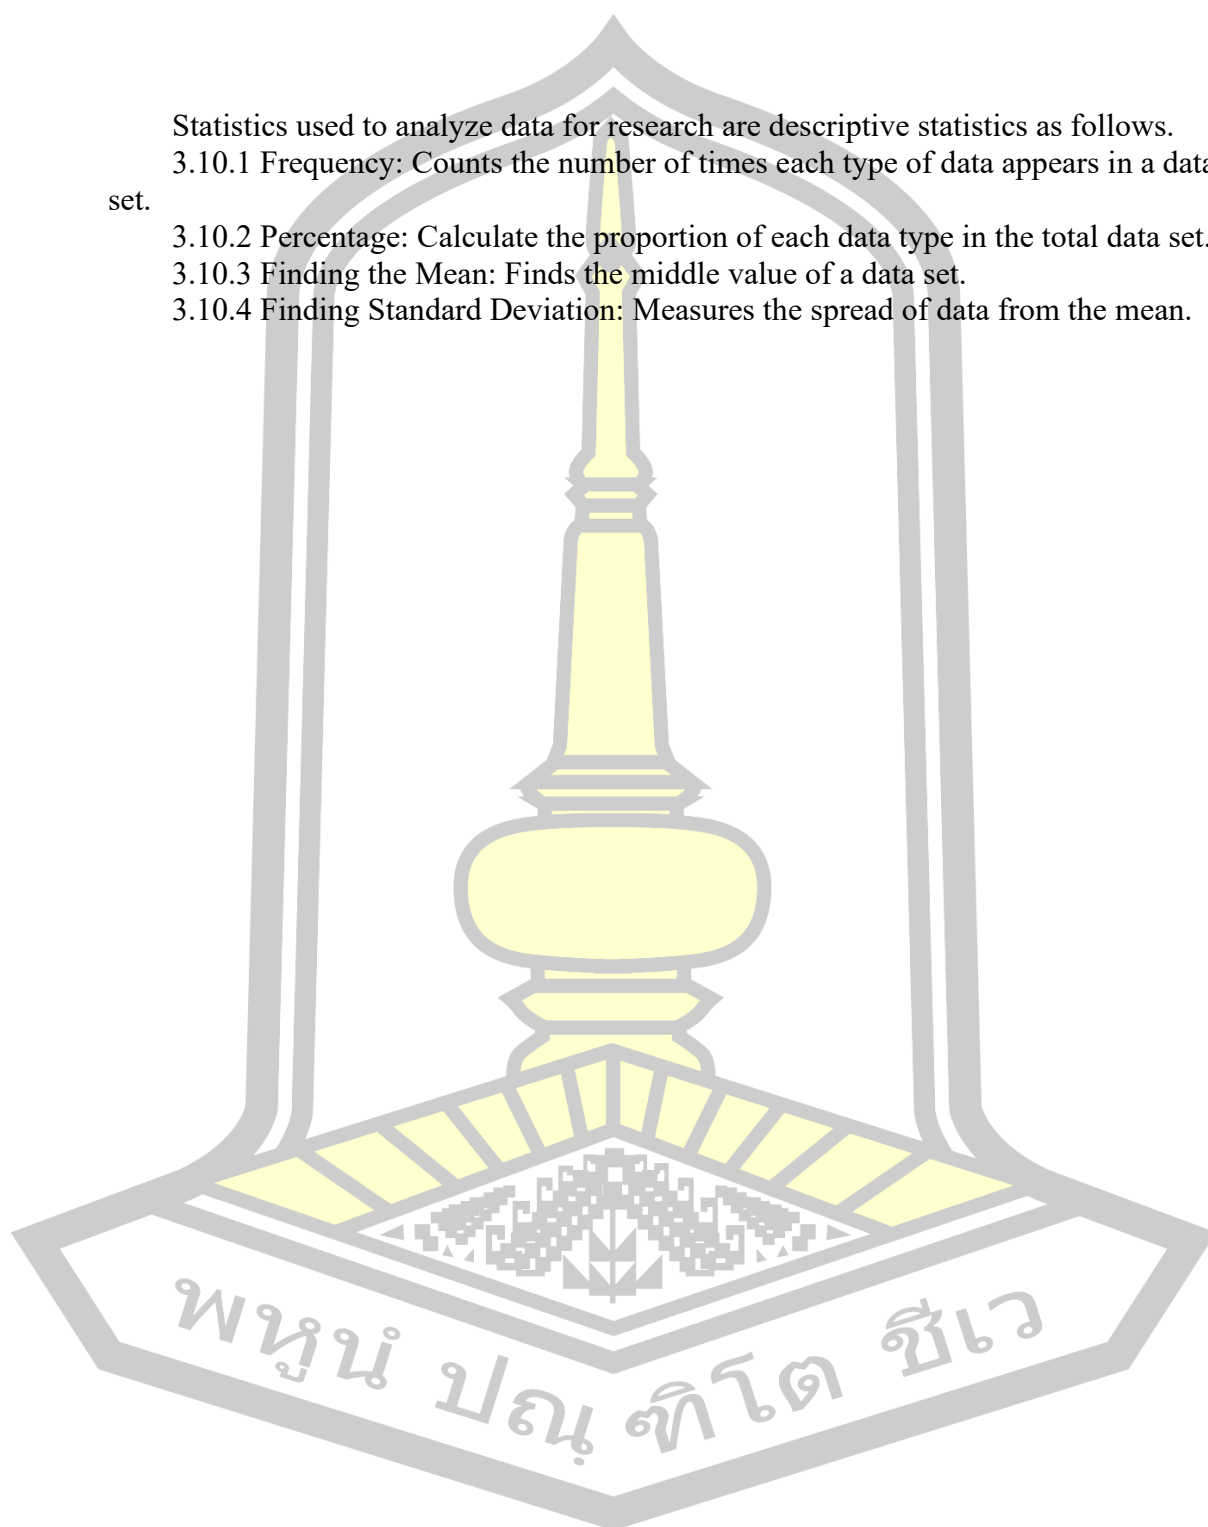 Statistics used to analyze data for research are descriptive statistics as follows.
3.10.1 Frequency: Counts the number of times each type of data appears in a data
set.
3.10.2 Percentage: Calculate the proportion of each data type in the total data set.
3.10.3 Finding the Mean: Finds the middle value of a data set.
3.10.4 Finding Standard Deviation: Measures the spread of data from the mean.
พหูนํ ปณฺ ฑิโต ชีเว